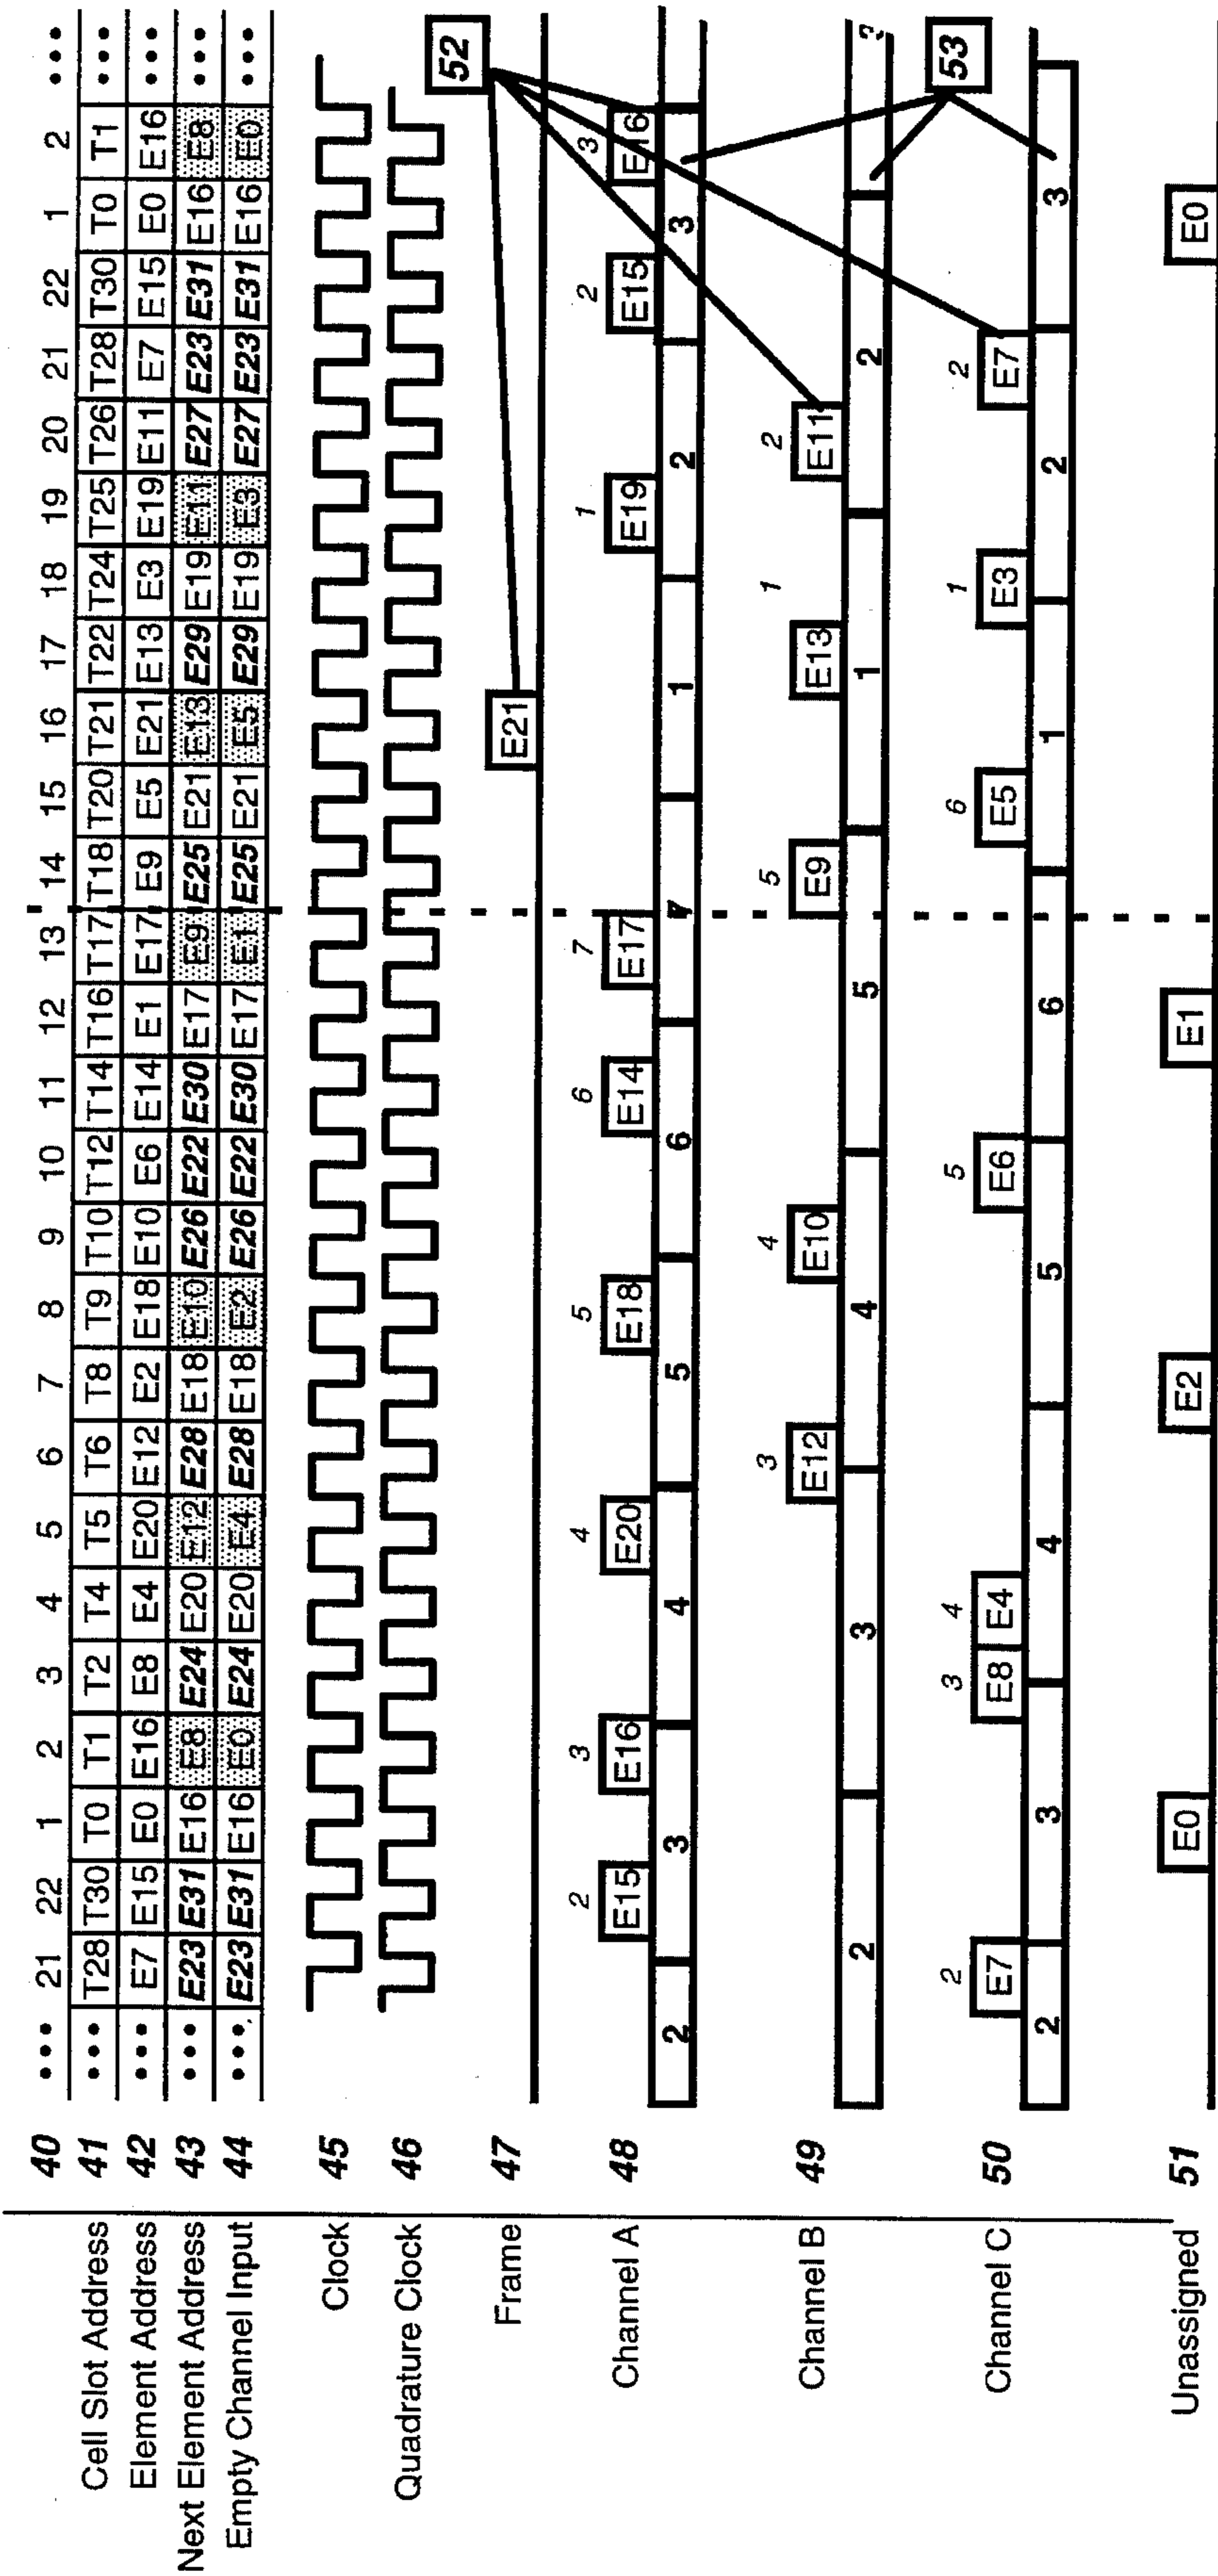 40 ••• 21 22 1 2 3 4 5 6 7 8 9 10 11 12 13 14 15 16 17 18 19 20 21 22 1 2 •••
Cell Slot Address 41 ••• T28 T30 T0 T1 T2 T4 T5 T6 T8 T9 T10 T12 T14 T16 T17 T18 T20 T21 T22 T24 T25 T26 T28 T30 T0 T1 •••
Element Address 42 ••• E7 E15 E0 E16 E8 E4 E20 E12 E2 E18 E10 E6 E14 E1 E17 E9 E5 E21 E13 E3 E19 E11 E7 E15 E0 E16 •••
Next Element Address 43 ••• E23 E31 E16 E8 E24 E20 E12 E28 E18 E10 E26 E22 E30 E17 E9 E25 E21 E13 E29 E19 E11 E27 E23 E31 E16 E8 •••
Empty Channel Input 44 ••• E23 E31 E16 E0 E24 E20 E4 E28 E18 E2 E26 E22 E30 E17 E1 E25 E21 E5 E29 E19 E3 E27 E23 E31 E16 E0 •••
Clock 45
Quadrature Clock 46
52
Frame 47 E21
2 3 4 5 6 7 1 2 3
Channel A 48 E15 E16 E20 E18 E14 E17 E19 E15 E16
2 3 4 5 6 7 1 2 3
3 4 5 1 2
Channel B 49 E12 E10 E9 E13 E11
2 3 4 5 1 2
53
2 3 4 5 6 1 2
Channel C 50 E7 E8 E4 E6 E5 E3 E7
2 3 4 5 6 1 2 3
Unassigned 51 E0 E2 E1 E0